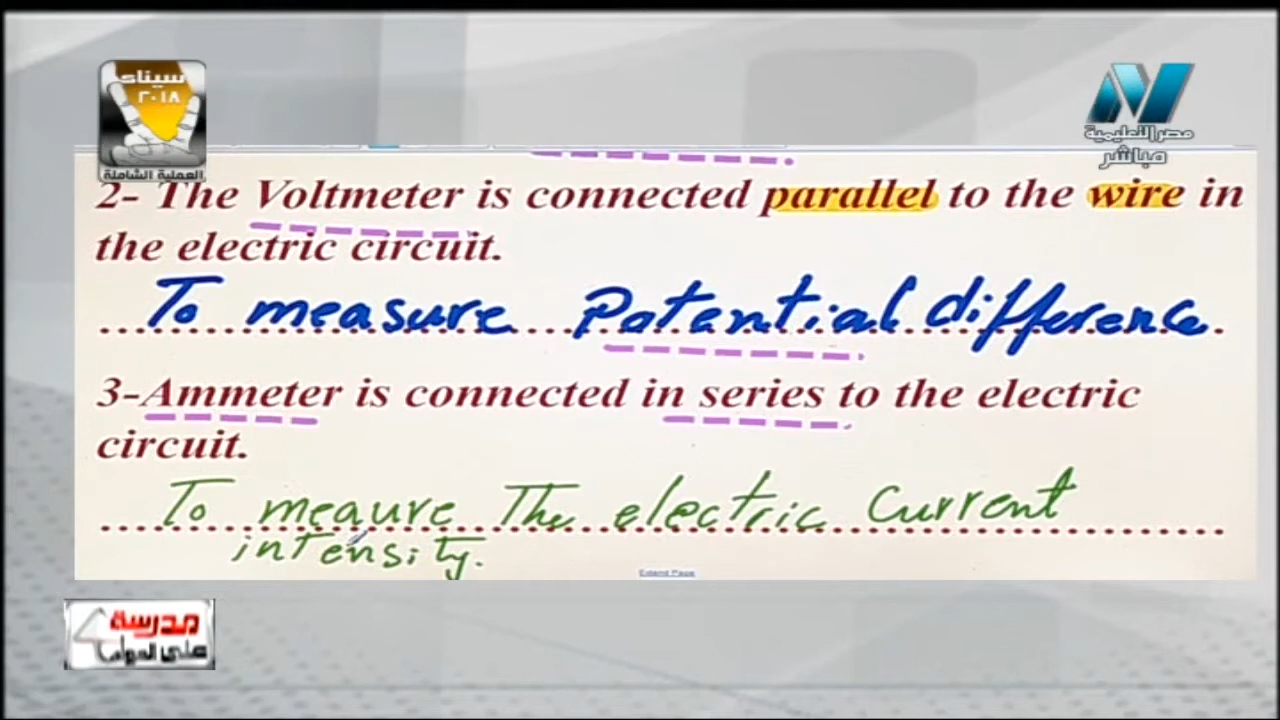 سيناء
٢٠١٨
العملية الشاملة
مصر التعليمية
مباشر
2- The Voltmeter is connected parallel to the wire in
the electric circuit.
To measure potential difference.
3-Ammeter is connected in series to the electric
circuit.
To meaure The electric Current
intensity.
Extend Page
مدرسة
على الهواء